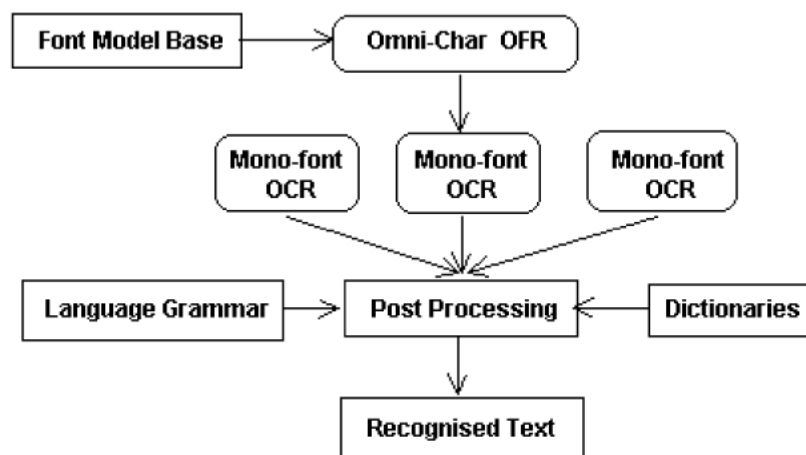 Font Model Base
Omni-Char OFR
Mono-font
OCR
Mono-font
OCR
Mono-font
OCR
Language Grammar
Post Processing
Dictionaries
Recognised Text